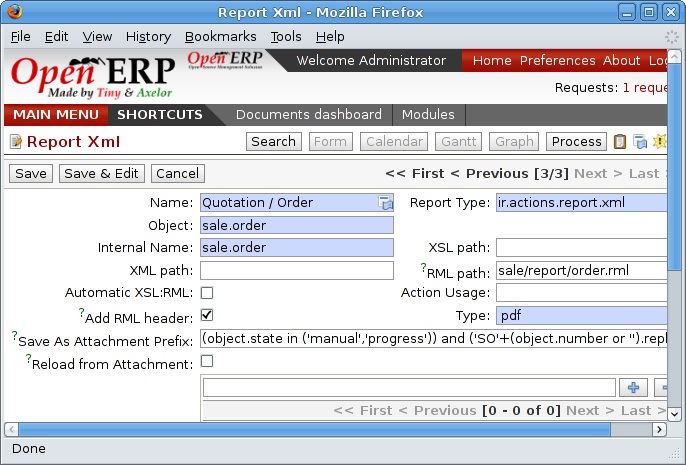 Report Xml - Mozilla Firefox
File Edit View History Bookmarks Tools Help
Open ERP
Made by Tiny & Axelor
Open ERP
Open Source Management Solution
Welcome Administrator
Home Preferences About Log
Requests: 1 reque
MAIN MENU SHORTCUTS Documents dashboard Modules
Report Xml Search Form Calendar Gantt Graph Process
Save Save & Edit Cancel << First < Previous [3/3] Next > Last >
Name: Quotation / Order Report Type: ir.actions.report.xml
Object: sale.order
Internal Name: sale.order XSL path:
XML path: ?RML path: sale/report/order.rml
Automatic XSL:RML: Action Usage:
?Add RML header: Type: pdf
?Save As Attachment Prefix: (object.state in ('manual','progress')) and ('SO'+(object.number or '').repl
?Reload from Attachment:
<< First < Previous [0 - 0 of 0] Next > Last >
Done